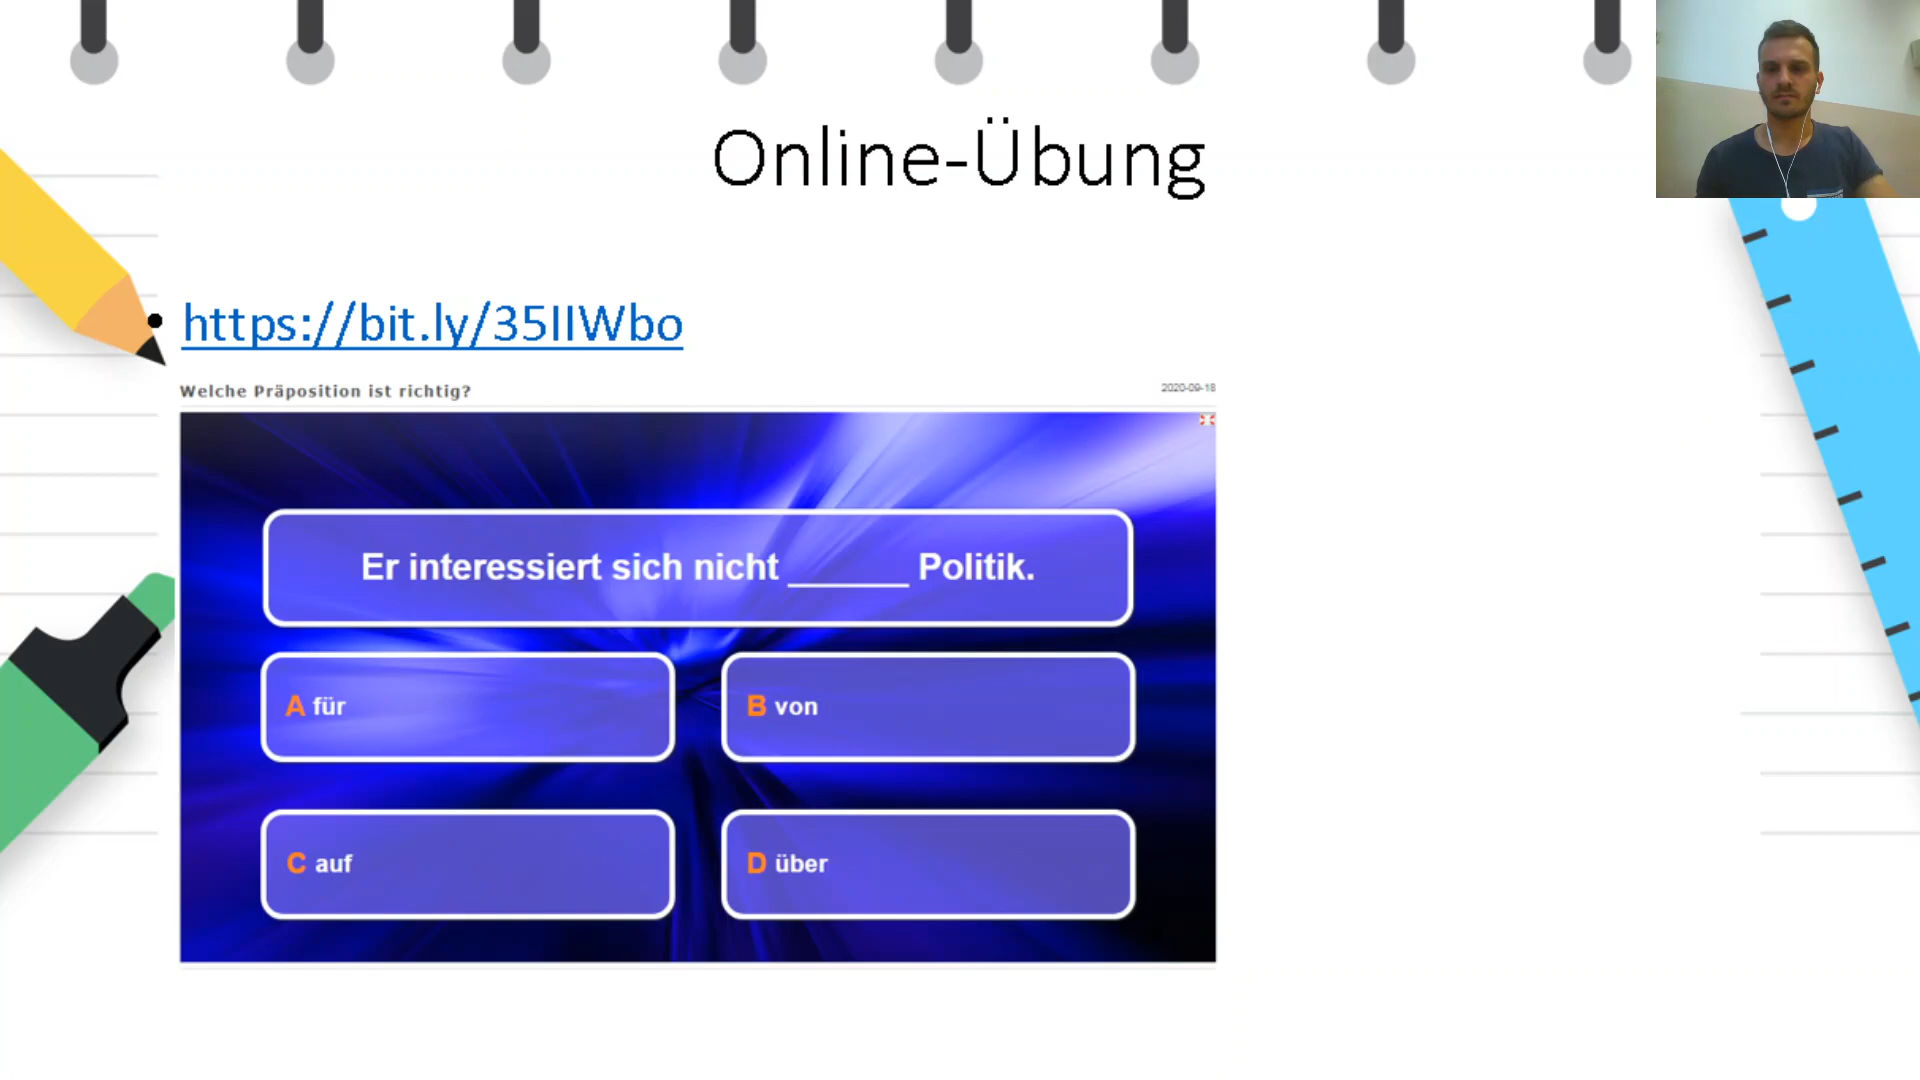 Online-Übung
• https://bit.ly/35IIWbo
Welche Präposition ist richtig?
2020-09-18
Er interessiert sich nicht ______ Politik.
A für
B von
C auf
D über